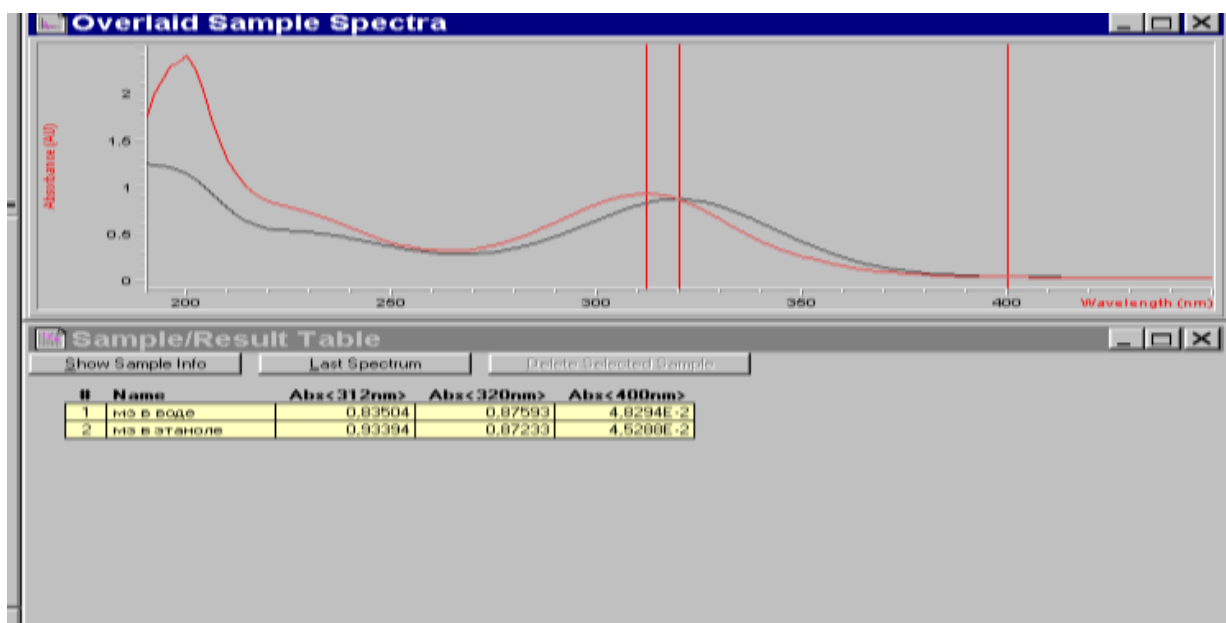 Overlaid Sample Spectra
Absorbance (AU)
2
1.5
1
0.5
0
200 250 300 350 400 Wavelength (nm)
Sample/Result Table
Show Sample Info Last Spectrum Delete Selected Sample
# Name Abs<312nm> Abs<320nm> Abs<400nm>
1 мэ в воде 0,83504 0,87593 4,8294E-2
2 мэ в этаноле 0,93394 0,87233 4,5288E-2